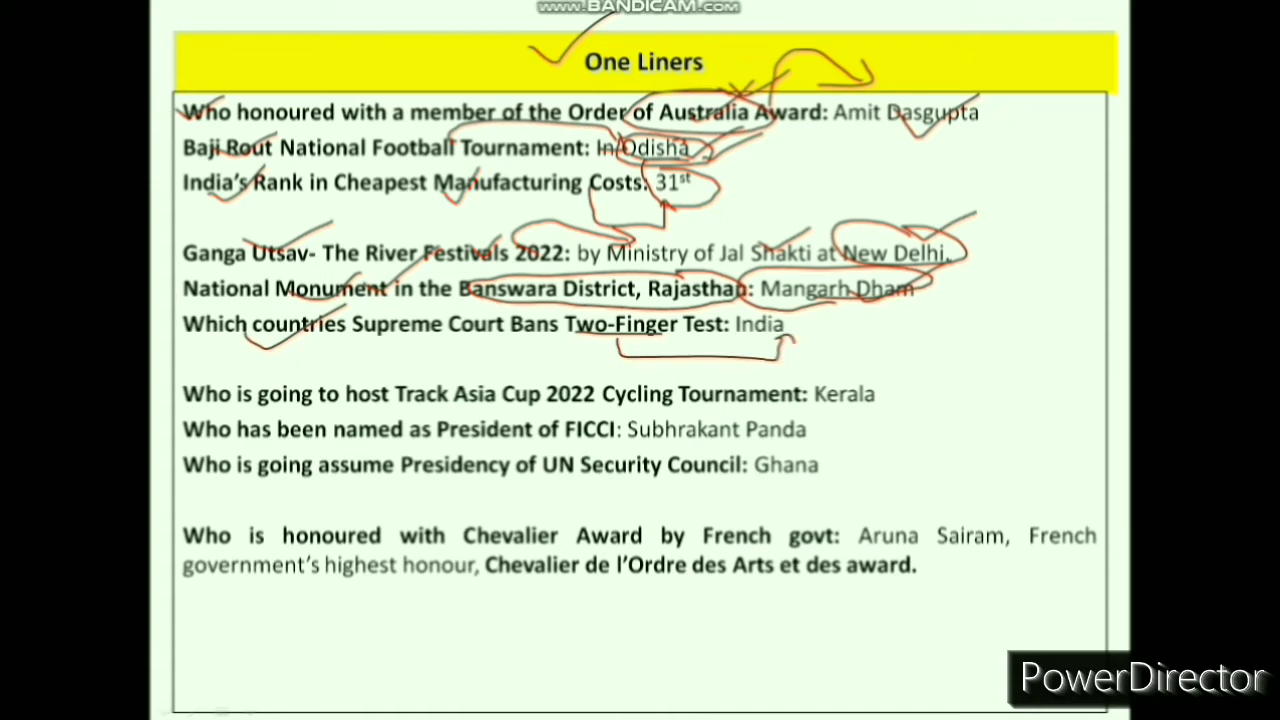 WWW.BANDICAM.COM
One Liners
Who honoured with a member of the Order of Australia Award: Amit Dasgupta
Baji Rout National Football Tournament: In Odisha
India's Rank in Cheapest Manufacturing Costs: 31st
Ganga Utsav- The River Festivals 2022: by Ministry of Jal Shakti at New Delhi.
National Monument in the Banswara District, Rajasthan: Mangarh Dham
Which countries Supreme Court Bans Two-Finger Test: India
Who is going to host Track Asia Cup 2022 Cycling Tournament: Kerala
Who has been named as President of FICCI: Subhrakant Panda
Who is going assume Presidency of UN Security Council: Ghana
Who is honoured with Chevalier Award by French govt: Aruna Sairam, French
government's highest honour, Chevalier de l'Ordre des Arts et des award.
PowerDirector